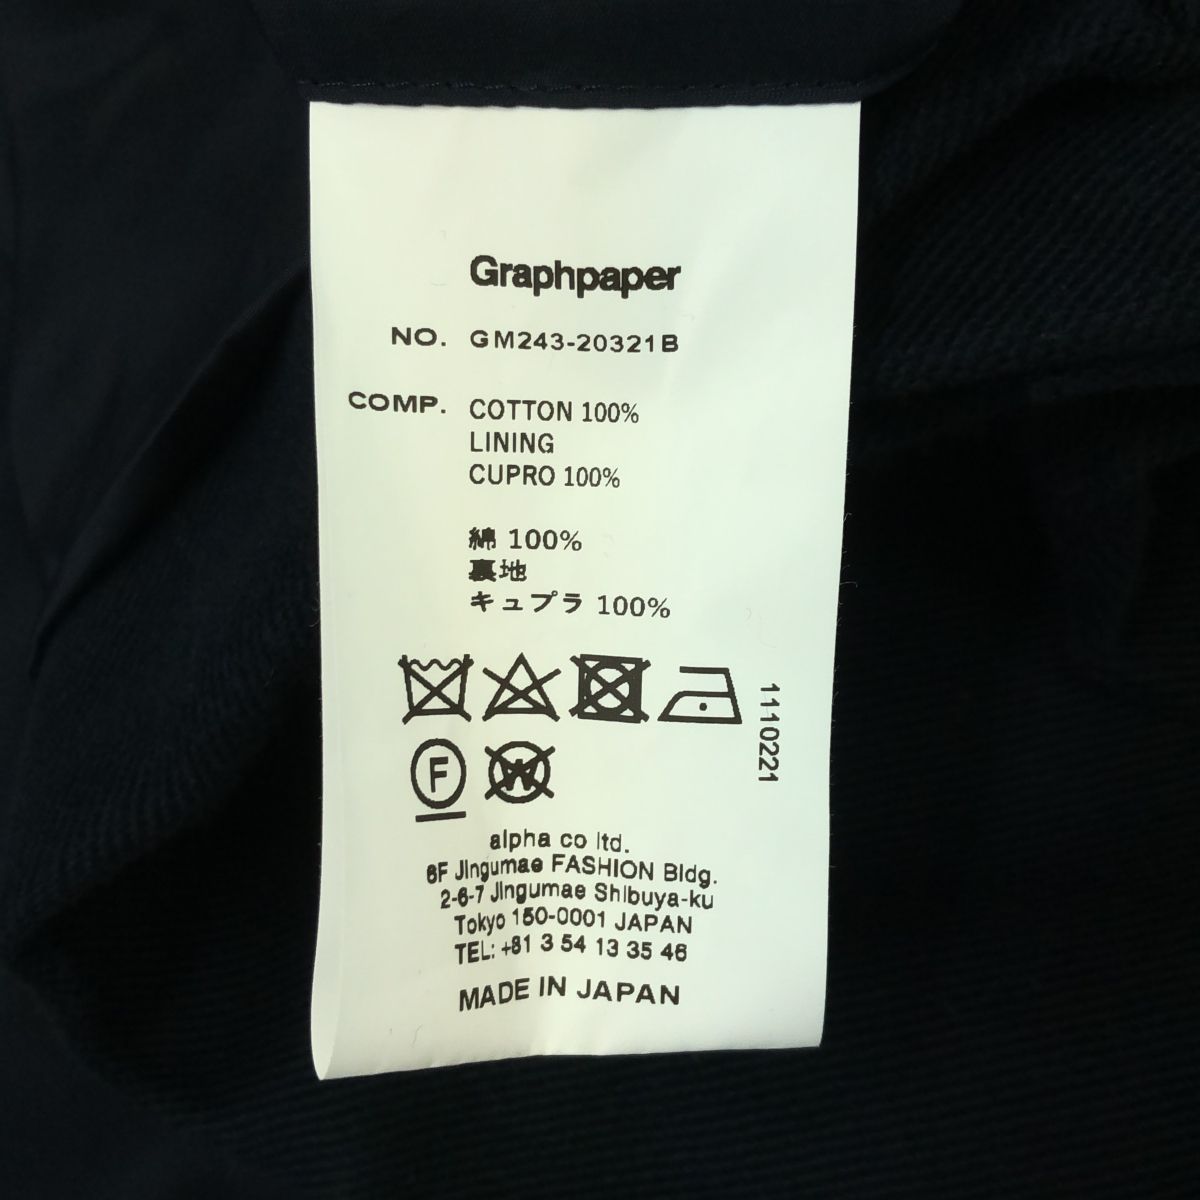 Graphpaper
NO. GM243-20321B
COMP. COTTON 100%
LINING
CUPRO 100%
綿 100%
裏地
キュプラ 100%
1110221
F
W
alpha co ltd.
6F Jingumae FASHION Bldg.
2-6-7 Jingumae Shibuya-ku
Tokyo 150-0001 JAPAN
TEL: +81 3 54 13 35 46
MADE IN JAPAN